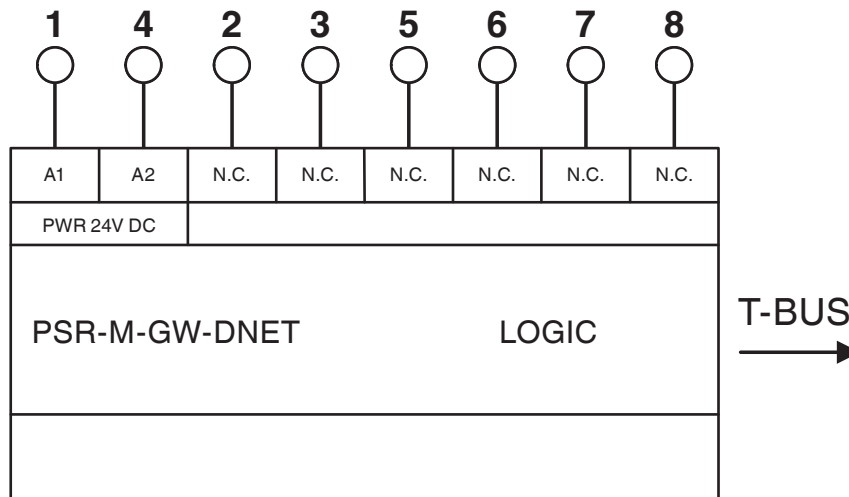 1 4 2 3 5 6 7 8
A1 A2 N.C. N.C. N.C. N.C. N.C. N.C.
PWR 24V DC
PSR-M-GW-DNET LOGIC
T-BUS